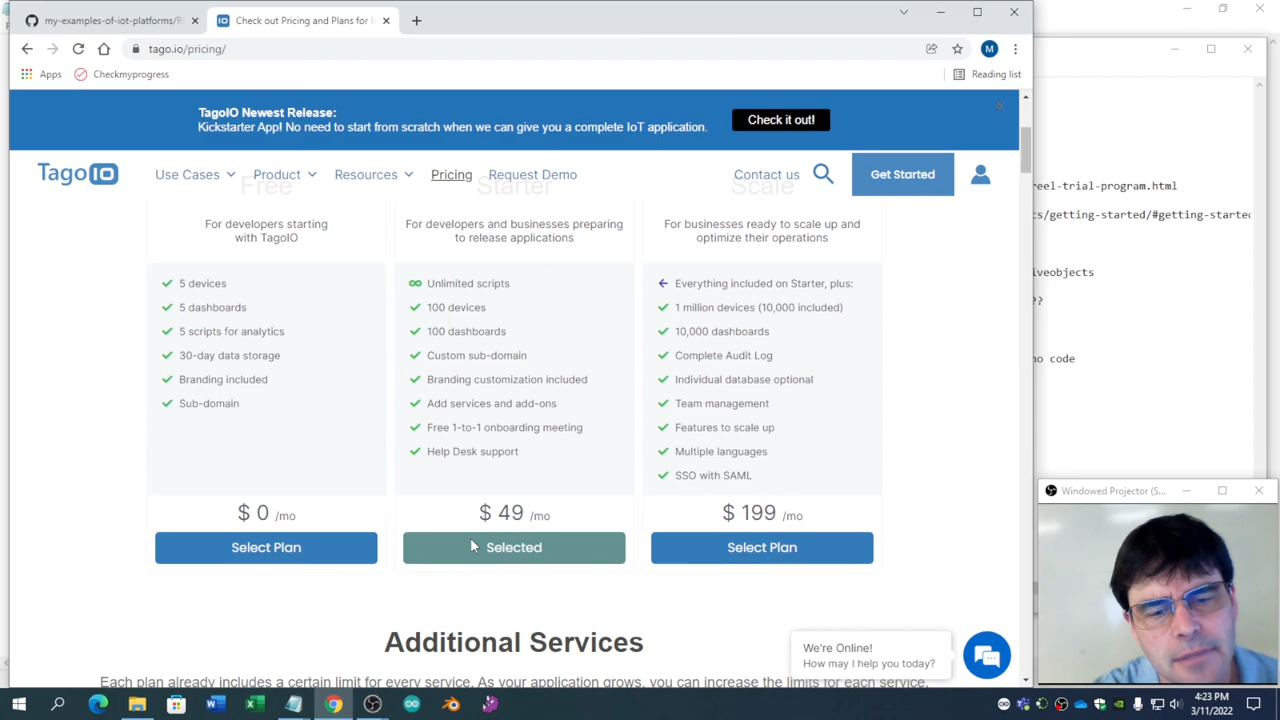 my-examples-of-iot-platforms/RI
Check out Pricing and Plans for I
tago.io/pricing/
M
Apps
Checkmyprogress
Reading list
TagoIO Newest Release:
Kickstarter App! No need to start from scratch when we can give you a complete IoT application.
Check it out!
Tago IO
Use Cases
Product
Resources
Pricing
Request Demo
Contact us
Get Started
Free
Starter
Scale
For developers starting
with TagoIO
For developers and businesses preparing
to release applications
For businesses ready to scale up and
optimize their operations
5 devices
5 dashboards
5 scripts for analytics
30-day data storage
Branding included
Sub-domain
$ 0 /mo
Select Plan
Unlimited scripts
100 devices
100 dashboards
Custom sub-domain
Branding customization included
Add services and add-ons
Free 1-to-1 onboarding meeting
Help Desk support
$ 49 /mo
Selected
Everything included on Starter, plus:
1 million devices (10,000 included)
10,000 dashboards
Complete Audit Log
Individual database optional
Team management
Features to scale up
Multiple languages
SSO with SAML
$ 199 /mo
Select Plan
Additional Services
Each plan already includes a certain limit for every service. As your application grows, you can increase the limits for each service.
We're Online!
How may I help you today?
reel-trial-program.html
ts/getting-started/#getting-started
iveobjects
??
no code
Windowed Projector (S...
4:23 PM
3/11/2022